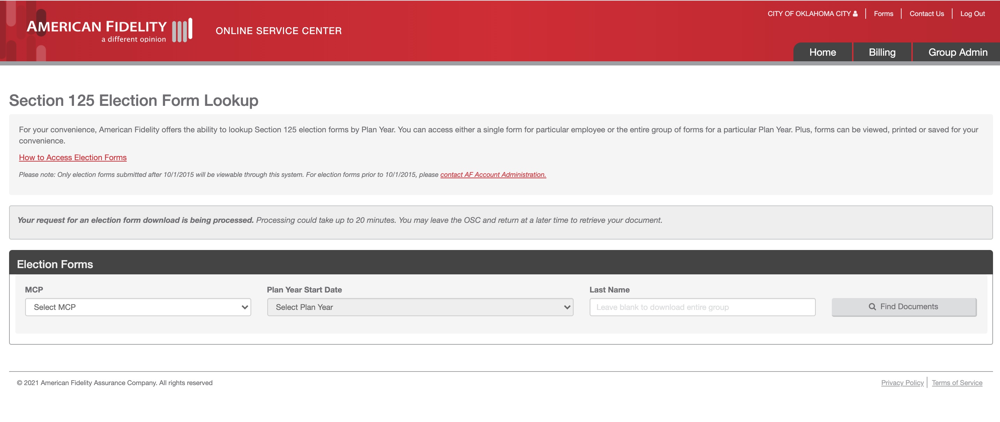 CITY OF OKLAHOMA CITY
Forms
Contact Us
Log Out
AMERICAN FIDELITY
a different opinion
ONLINE SERVICE CENTER
Home
Billing
Group Admin
Section 125 Election Form Lookup
For your convenience, American Fidelity offers the ability to lookup Section 125 election forms by Plan Year. You can access either a single form for particular employee or the entire group of forms for a particular Plan Year. Plus, forms can be viewed, printed or saved for your
convenience.
How to Access Election Forms
Please note: Only election forms submitted after 10/1/2015 will be viewable through this system. For election forms prior to 10/1/2015, please contact AF Account Administration.
Your request for an election form download is being processed. Processing could take up to 20 minutes. You may leave the OSC and return at a later time to retrieve your document.
Election Forms
MCP
Plan Year Start Date
Last Name
Select MCP
Select Plan Year
Leave blank to download entire group
Find Documents
© 2021 American Fidelity Assurance Company. All rights reserved
Privacy Policy
Terms of Service